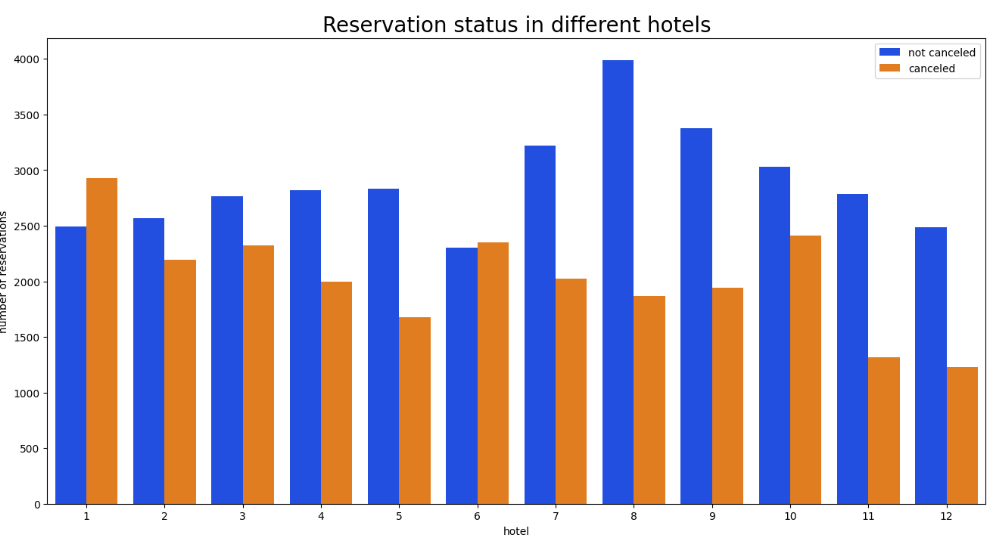 Reservation status in different hotels
not canceled
canceled
4000
3500
3000
2500
2000
1500
1000
500
0
number of reservations
1 2 3 4 5 6 7 8 9 10 11 12
hotel